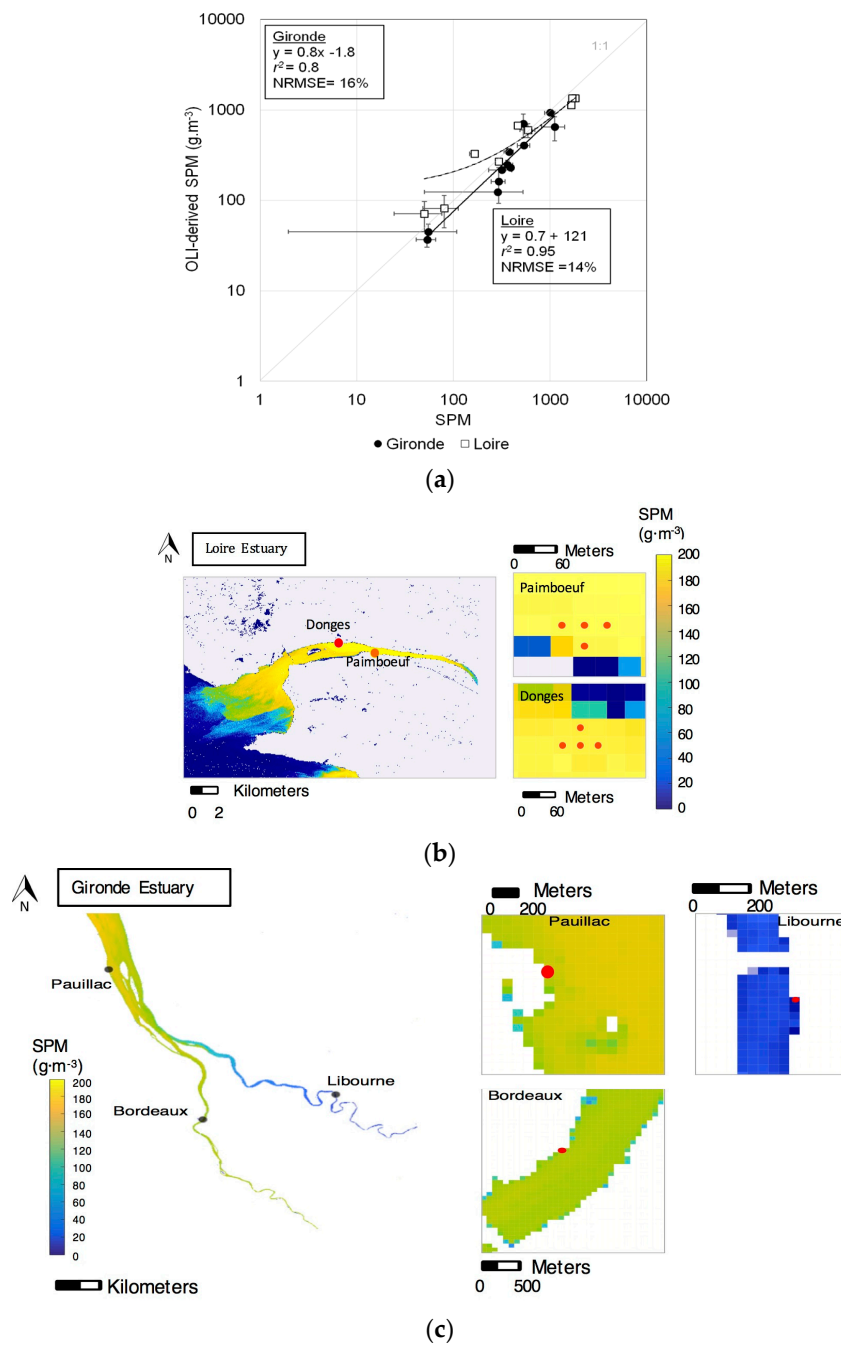 10000
1000
100
10
1
OLI-derived SPM (g.m-3)
Gironde
y = 0.8x -1.8
r2 = 0.8
NRMSE= 16%
1:1
Loire
y = 0.7 + 121
r2 = 0.95
NRMSE =14%
1 10 100 1000 10000
SPM
Gironde Loire
(a)
N
Loire Estuary
Donges
Paimboeuf
Kilometers
0 2
Meters
0 60
Paimboeuf
Donges
Meters
0 60
SPM
(g·m-3)
200
180
160
140
120
100
80
60
40
20
0
(b)
N
Gironde Estuary
Pauillac
Libourne
Bordeaux
SPM
(g·m-3)
200
180
160
140
120
100
80
60
40
20
0
Kilometers
Meters
0 200
Pauillac
Meters
0 200
Libourne
Bordeaux
Meters
0 500
(c)